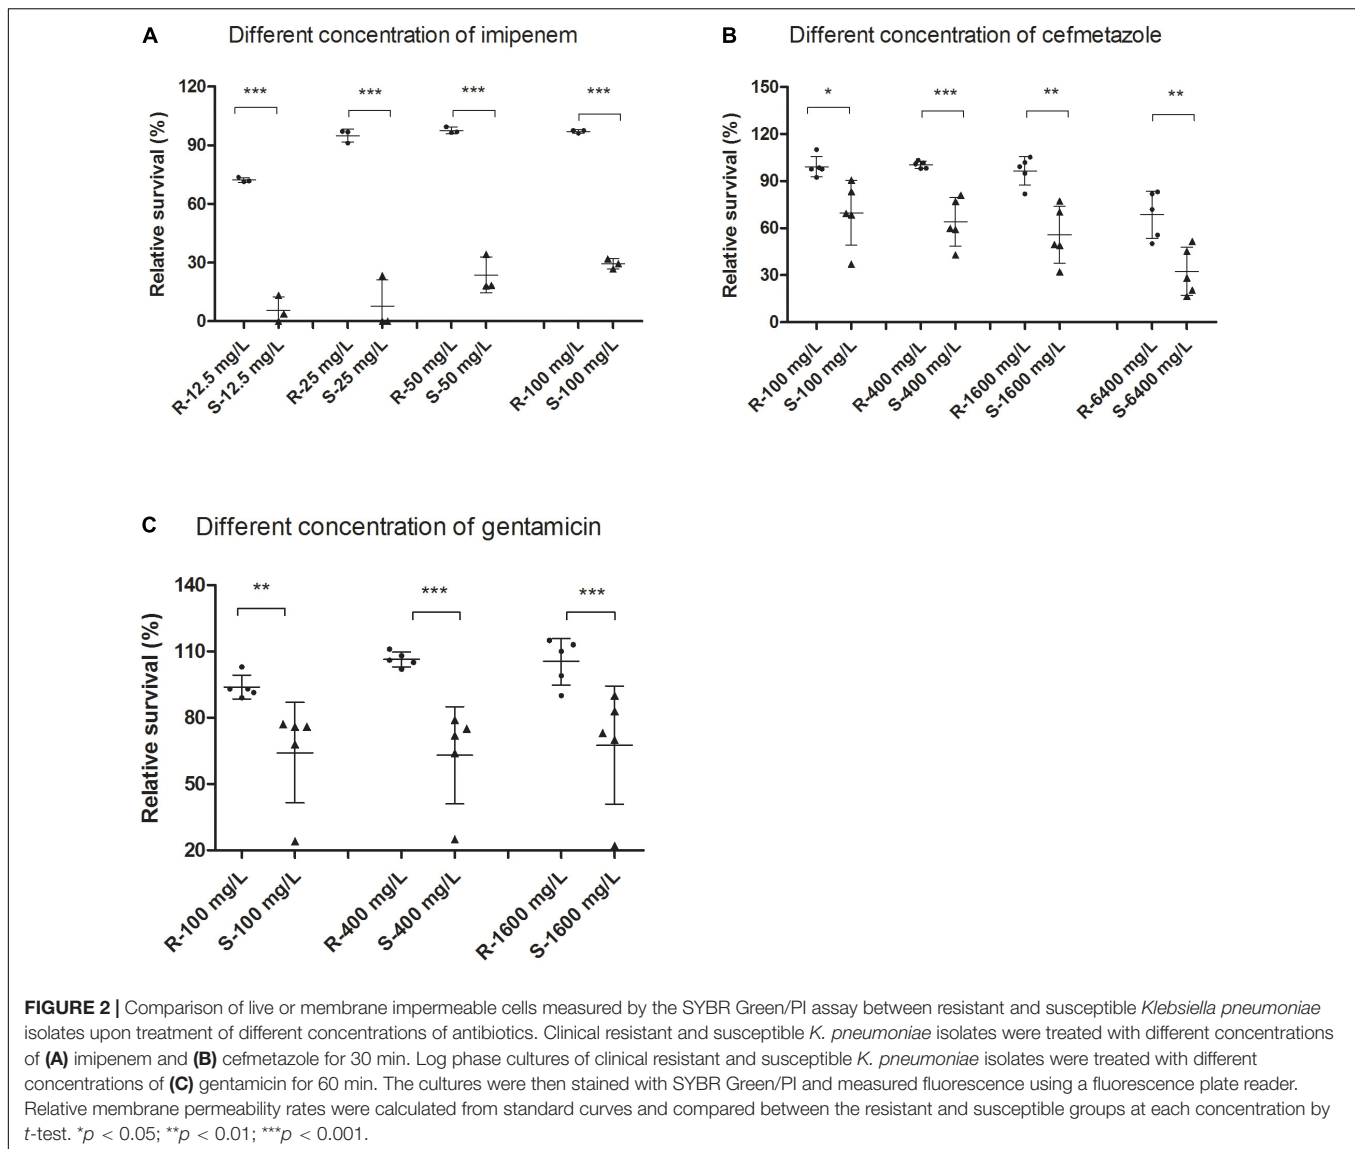 A Different concentration of imipenem
Relative survival (%)
120
90
60
30
0
*** *** *** ***
R-12.5 mg/L
S-12.5 mg/L
R-25 mg/L
S-25 mg/L
R-50 mg/L
S-50 mg/L
R-100 mg/L
S-100 mg/L
B Different concentration of cefmetazole
Relative survival (%)
150
120
90
60
30
0
* *** ** **
R-100 mg/L
S-100 mg/L
R-400 mg/L
S-400 mg/L
R-1600 mg/L
S-1600 mg/L
R-6400 mg/L
S-6400 mg/L
C Different concentration of gentamicin
Relative survival (%)
140
110
80
50
20
** *** ***
R-100 mg/L
S-100 mg/L
R-400 mg/L
S-400 mg/L
R-1600 mg/L
S-1600 mg/L
FIGURE 2 | Comparison of live or membrane impermeable cells measured by the SYBR Green/PI assay between resistant and susceptible Klebsiella pneumoniae
isolates upon treatment of different concentrations of antibiotics. Clinical resistant and susceptible K. pneumoniae isolates were treated with different concentrations
of (A) imipenem and (B) cefmetazole for 30 min. Log phase cultures of clinical resistant and susceptible K. pneumoniae isolates were treated with different
concentrations of (C) gentamicin for 60 min. The cultures were then stained with SYBR Green/PI and measured fluorescence using a fluorescence plate reader.
Relative membrane permeability rates were calculated from standard curves and compared between the resistant and susceptible groups at each concentration by
t-test. *p < 0.05; **p < 0.01; ***p < 0.001.